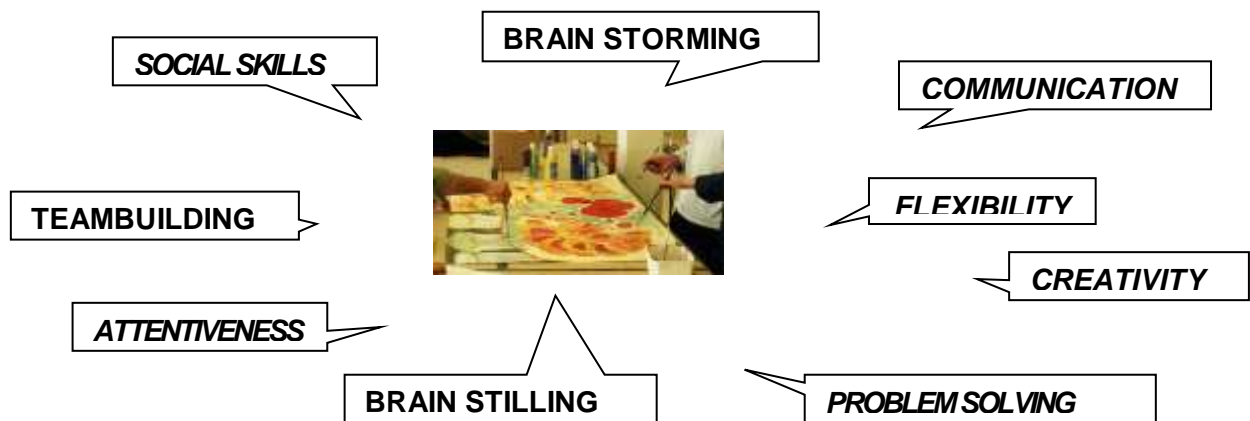 BRAIN STORMING
SOCIAL SKILLS
COMMUNICATION
TEAMBUILDING
FLEXIBILITY
CREATIVITY
ATTENTIVENESS
BRAIN STILLING
PROBLEM SOLVING